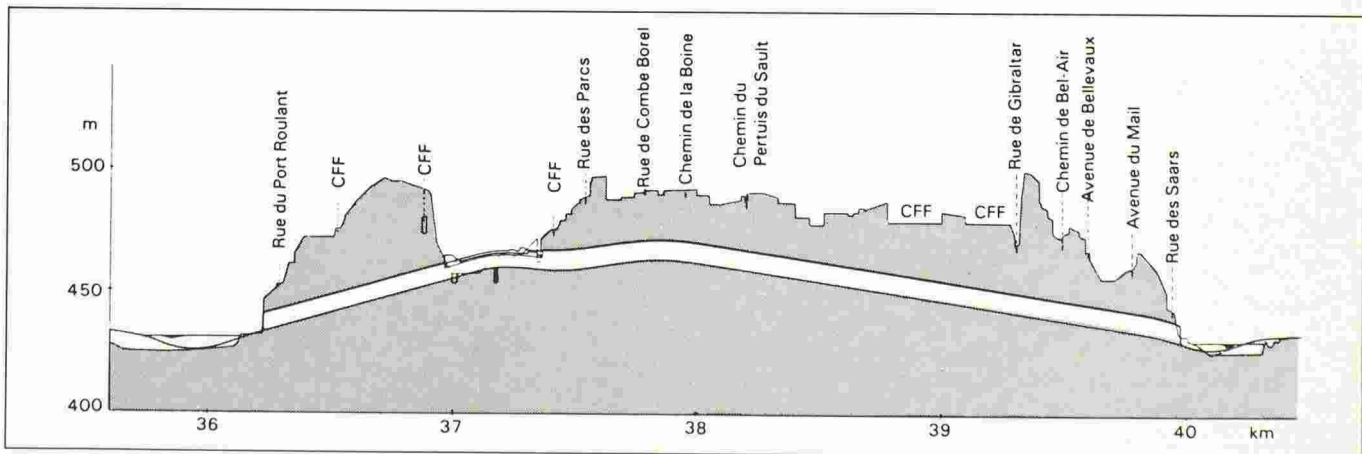 m
500
450
400
Rue du Port Roulant
CFF
CFF
CFF
Rue des Parcs
Rue de Combe Borel
Chemin de la Boine
Chemin du
Pertuis du Sault
CFF
CFF
Rue de Gibraltar
Chemin de Bel-Air
Avenue de Bellevaux
Avenue du Mail
Rue des Saars
36
37
38
39
40
km